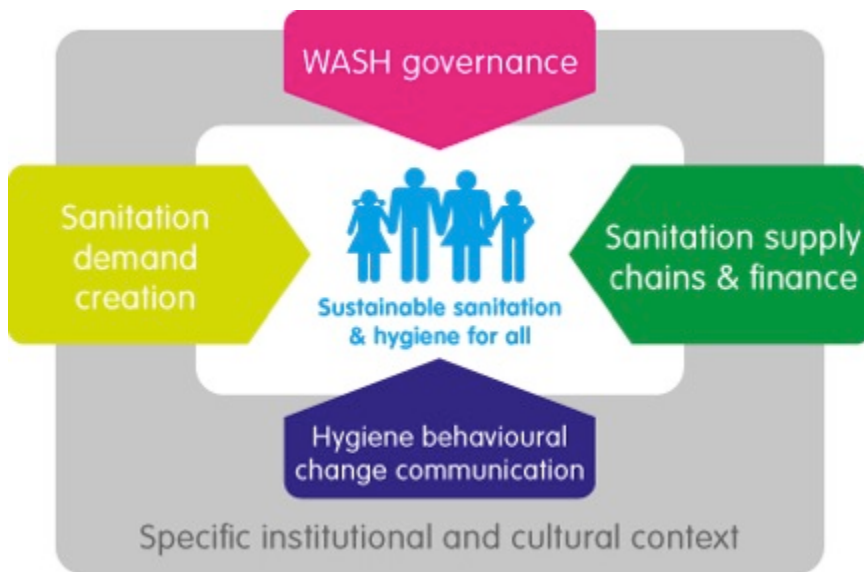 WASH governance
Sanitation
demand
creation
Sustainable sanitation
& hygiene for all
Sanitation supply
chains & finance
Hygiene behavioural
change communication
Specific institutional and cultural context